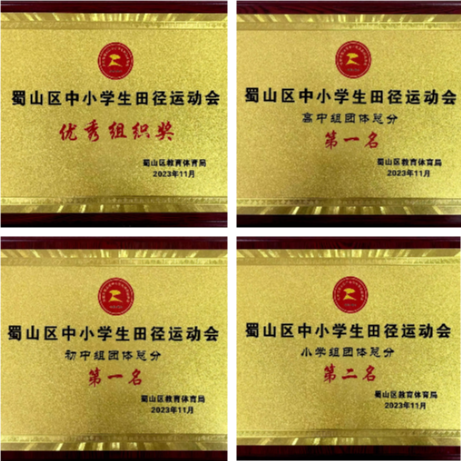 蜀山区中小学生田径运动会
优秀组织奖
蜀山区教育体育局
2023年11月
蜀山区中小学生田径运动会
高中组团体总分
第一名
蜀山区教育体育局
2023年11月
蜀山区中小学生田径运动会
初中组团体总分
第一名
蜀山区教育体育局
2023年11月
蜀山区中小学生田径运动会
小学组团体总分
第二名
蜀山区教育体育局
2023年11月